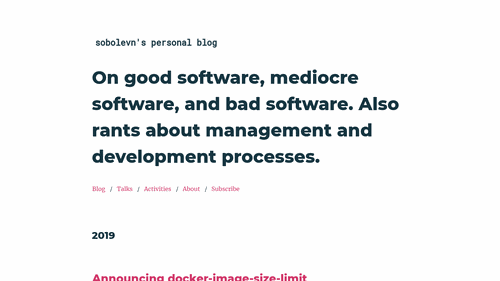 sobolevn's personal blog
On good software, mediocre
software, and bad software. Also
rants about management and
development processes.
Blog / Talks / Activities / About / Subscribe
2019
Announcing docker-image-size-limit